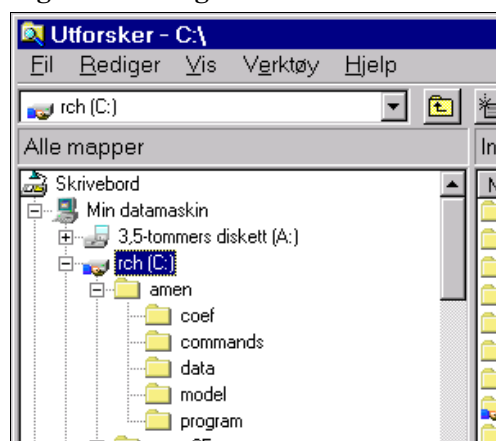 Utforsker - C:\
Fil Rediger Vis Verktøy Hjelp
rch (C:)
Alle mapper
Skrivebord
Min datamaskin
3,5-tommers diskett (A:)
rch (C:)
amen
coef
commands
data
model
program